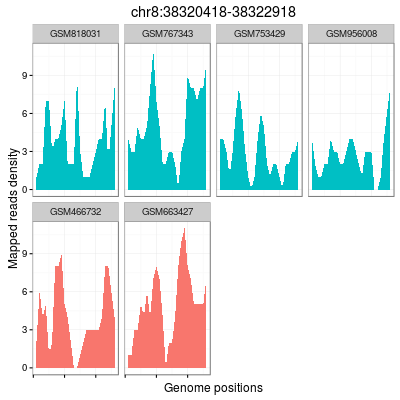 chr8:38320418-38322918
GSM818031 GSM767343 GSM753429 GSM956008
9
6
3
0
GSM466732 GSM663427
9
6
3
0
Mapped reads density
Genome positions